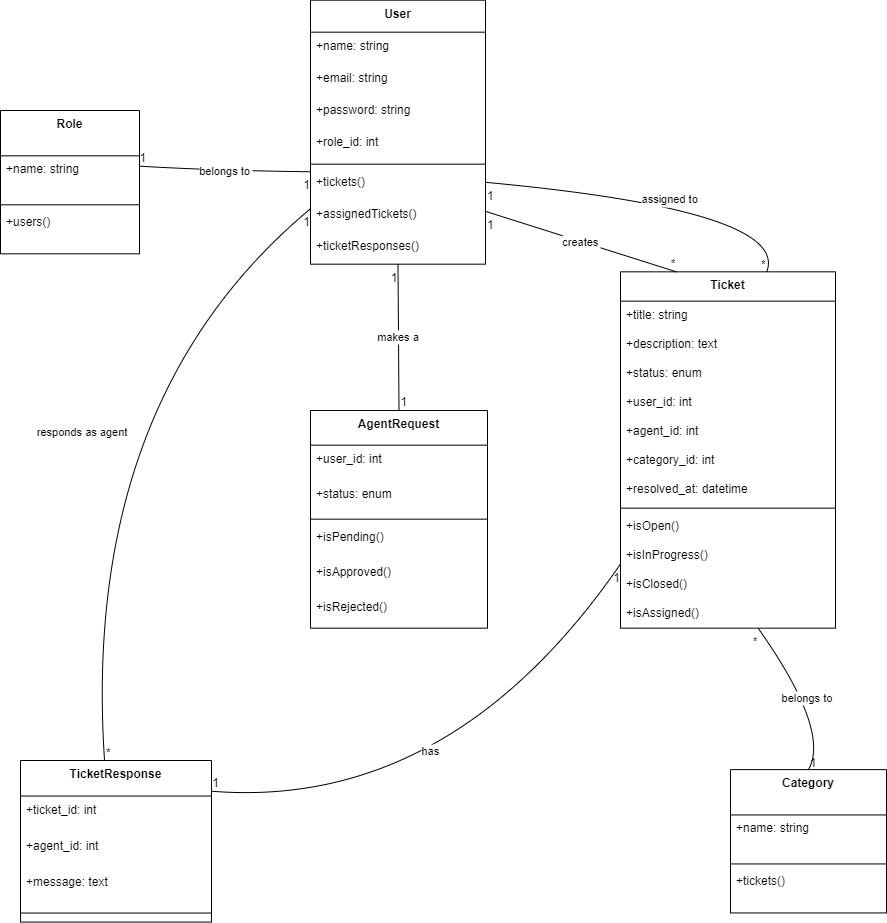 User
+name: string
+email: string
+password: string
+role_id: int
+tickets()
+assignedTickets()
+ticketResponses()
Role
+name: string
+users()
1
belongs to
1
1
1
assigned to
*
1
creates
*
1
makes a
1
responds as agent
*
Ticket
+title: string
+description: text
+status: enum
+user_id: int
+agent_id: int
+category_id: int
+resolved_at: datetime
+isOpen()
+isInProgress()
+isClosed()
+isAssigned()
AgentRequest
+user_id: int
+status: enum
+isPending()
+isApproved()
+isRejected()
1
has
1
*
belongs to
1
TicketResponse
+ticket_id: int
+agent_id: int
+message: text
Category
+name: string
+tickets()